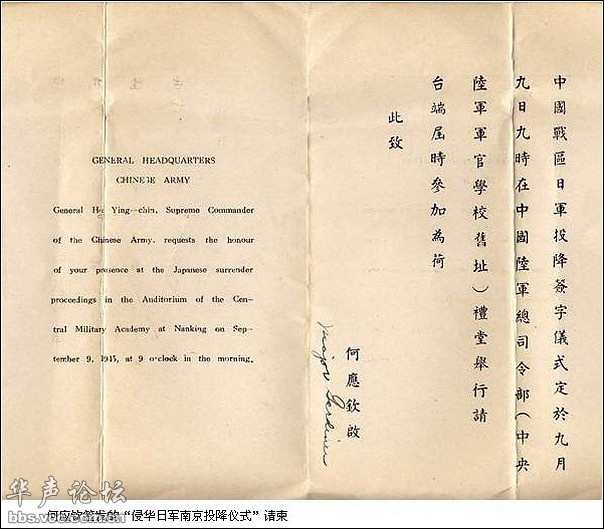 GENERAL HEADQUARTERS
CHINESE ARMY
General Ho Ying—chin, Supreme Commander
of the Chinese Army, requests the honour
of your presence at the Japanese surrender
proceedings in the Auditorium of the Cen-
tral Military Academy at Nanking on Sep-
tember 9, 1945, at 9 o'clock in the morning.
中國戰區日軍投降簽字儀式定於九月
九日九時在中國陸軍總司令部（中央
陸軍軍官學校舊址）禮堂舉行請
台端屆時參加為荷
此致
何應欽啟
Major Gardiner
华声论坛
bbs.voc.com.cn
何应钦签发的“侵华日军南京投降仪式”请柬